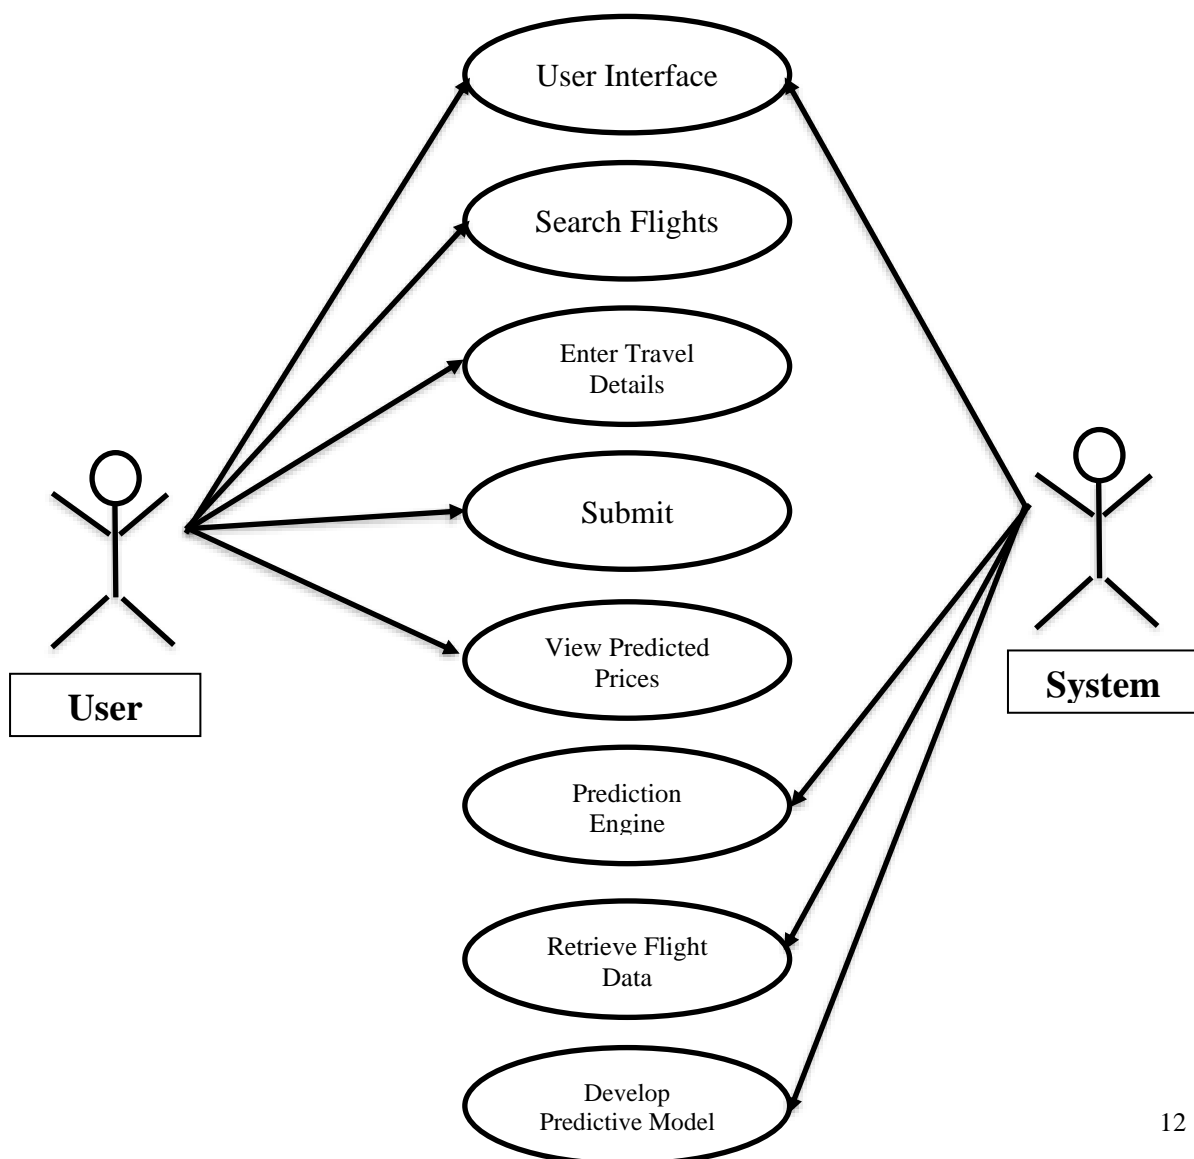 User Interface
Search Flights
Enter Travel
Details
Submit
View Predicted
Prices
User
System
Prediction
Engine
Retrieve Flight
Data
Develop
Predictive Model
12